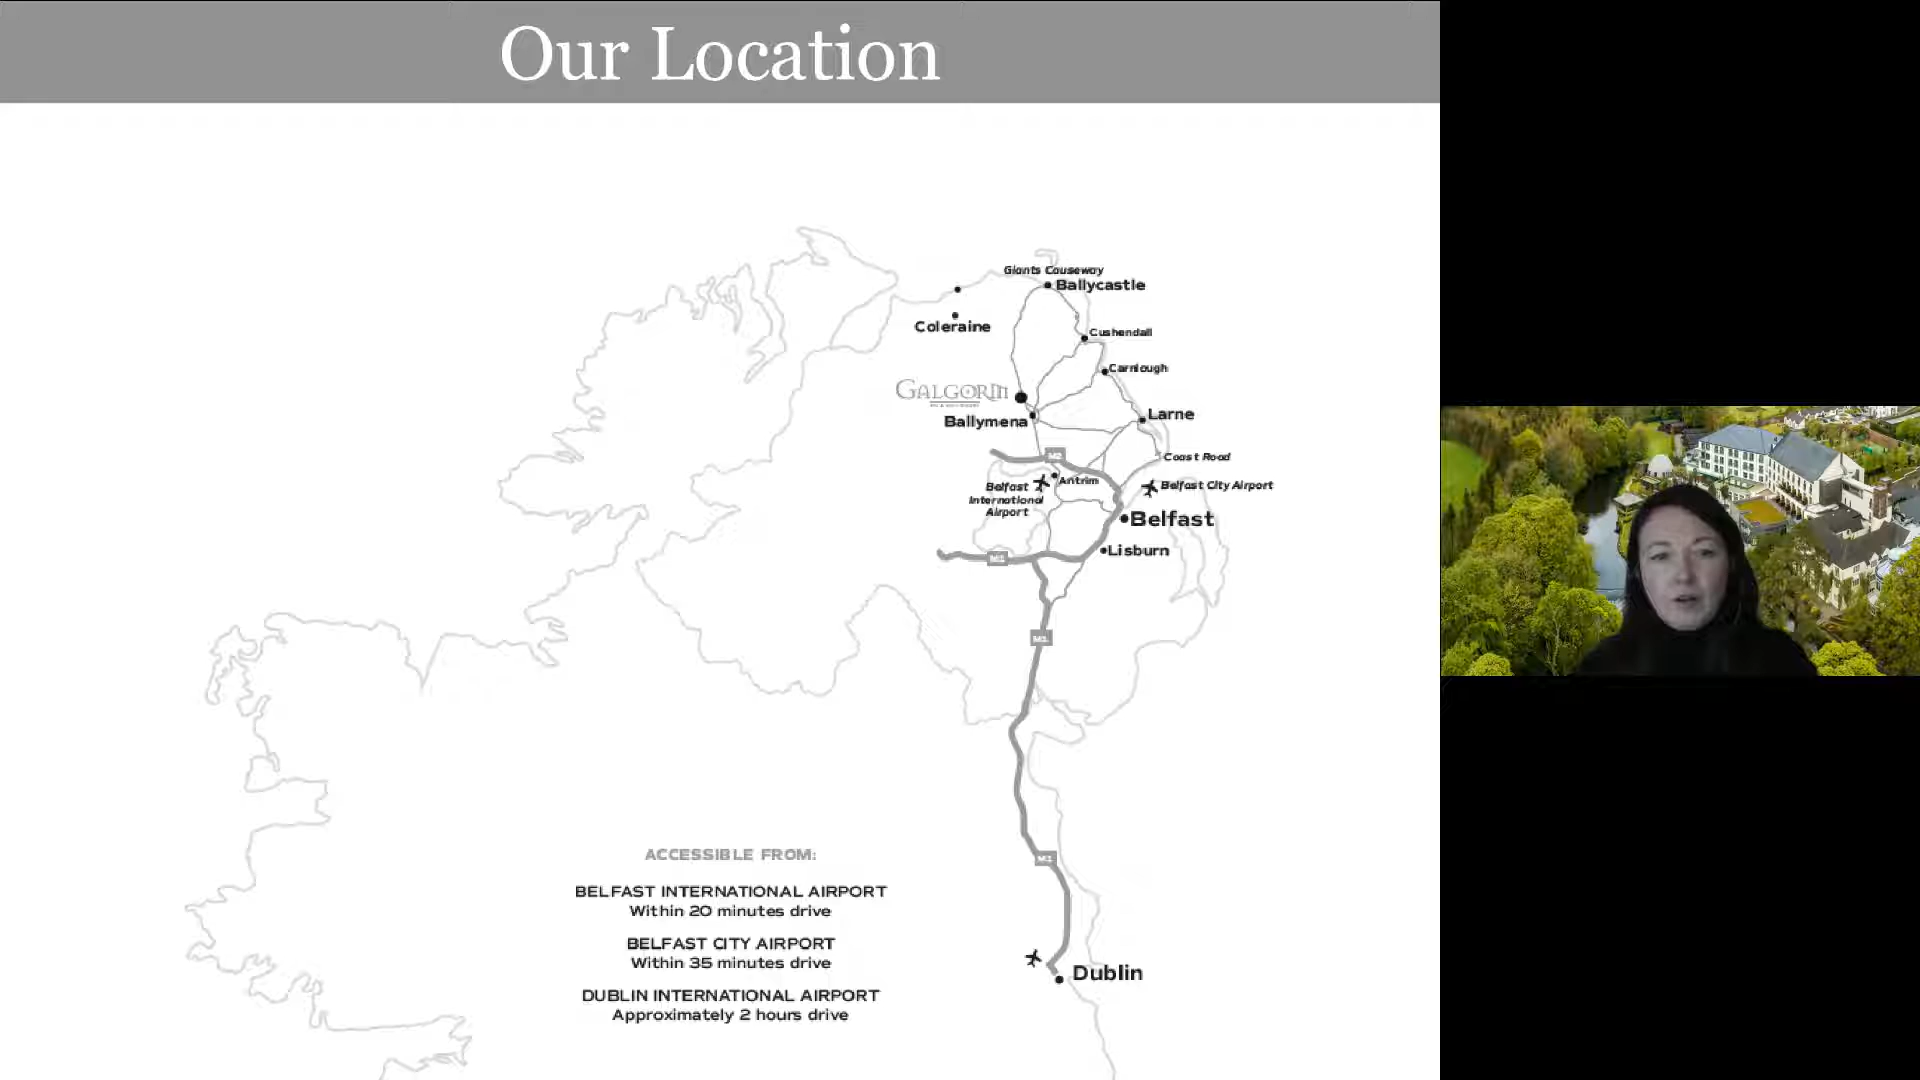 Our Location
Giants Causeway
Ballycastle
Coleraine
Cushendall
Carnlough
GALGORM
Ballymena
Larne
M2
Coast Road
Antrim
Belfast
International
Airport
Belfast City Airport
Belfast
Lisburn
M1
M1
M1
Dublin
ACCESSIBLE FROM:
BELFAST INTERNATIONAL AIRPORT
Within 20 minutes drive
BELFAST CITY AIRPORT
Within 35 minutes drive
DUBLIN INTERNATIONAL AIRPORT
Approximately 2 hours drive